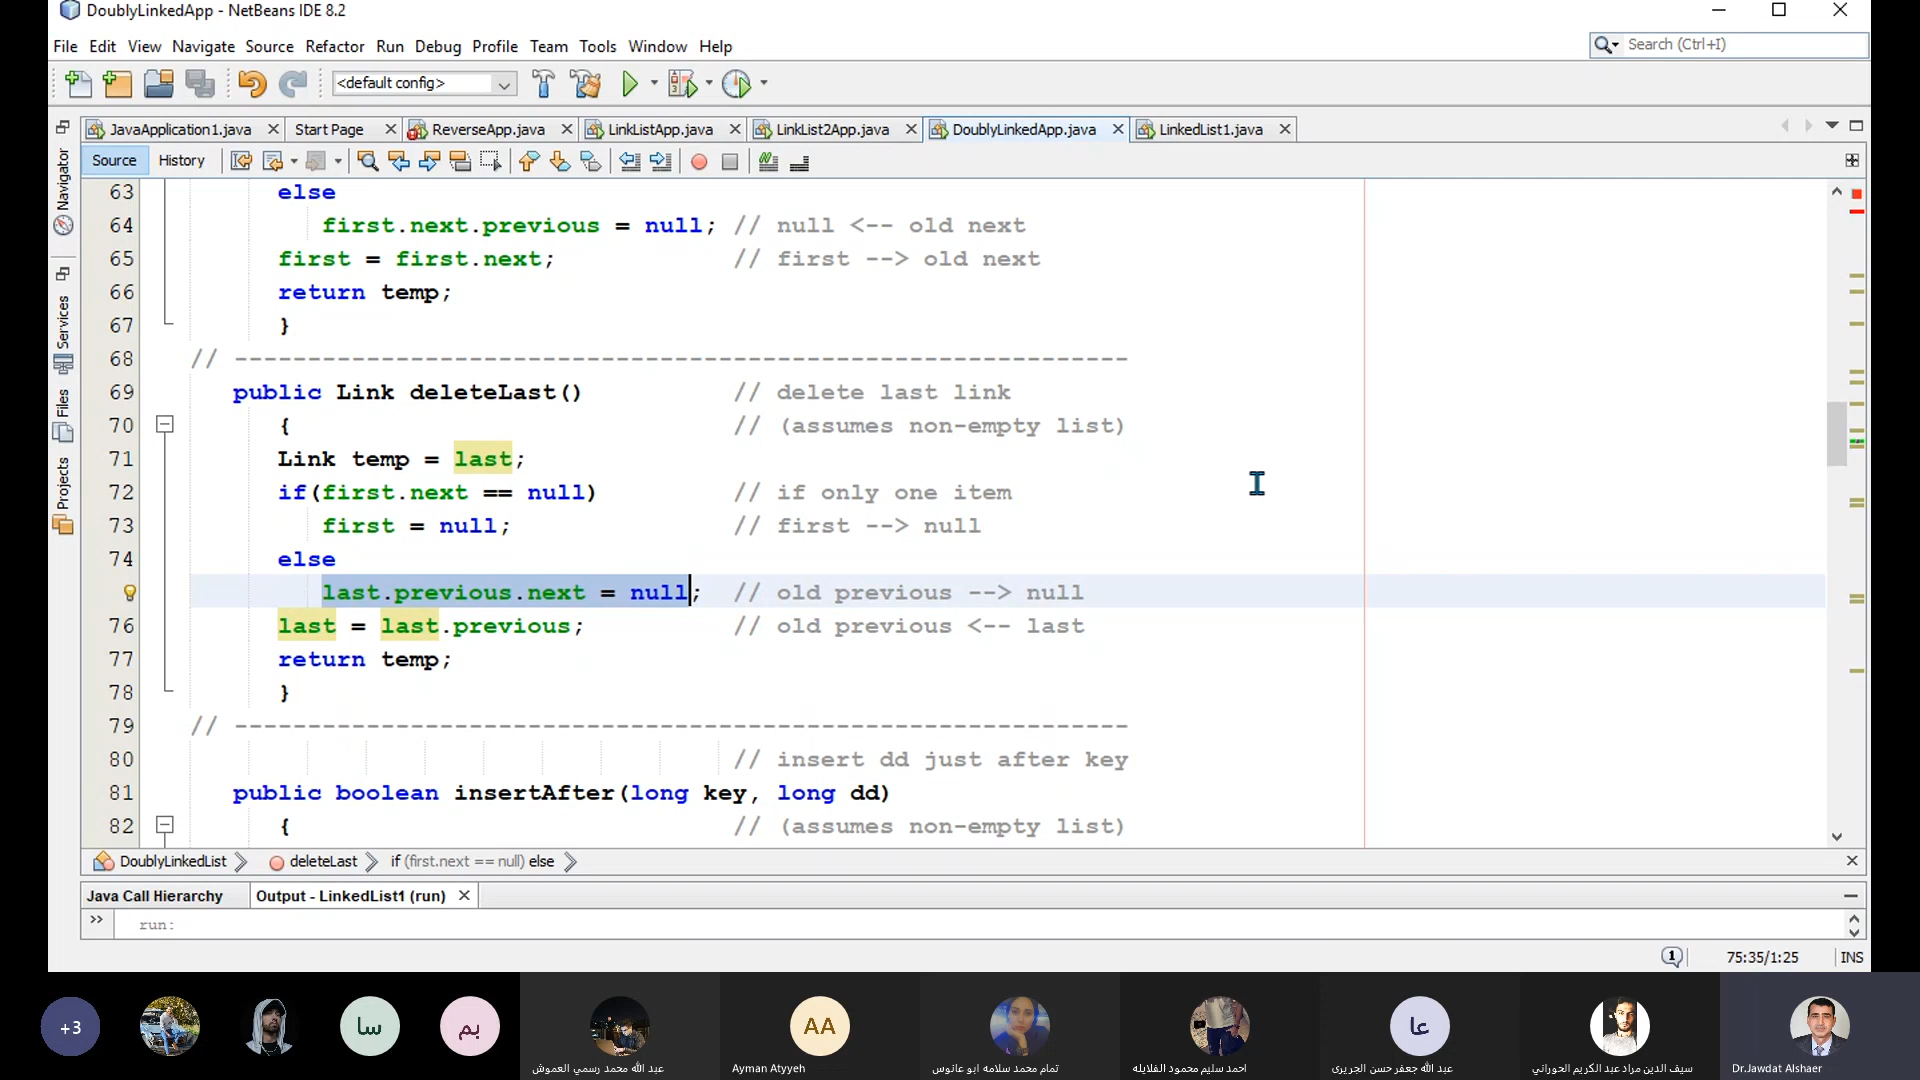 DoublyLinkedApp - NetBeans IDE 8.2
File Edit View Navigate Source Refactor Run Debug Profile Team Tools Window Help
Search (Ctrl+I)
<default config>
JavaApplication1.java Start Page ReverseApp.java LinkListApp.java LinkList2App.java DoublyLinkedApp.java LinkedList1.java
Source History
Navigator
Services
Files
Projects
63 else
64 first.next.previous = null; // null <-- old next
65 first = first.next; // first --> old next
66 return temp;
67 }
68 // -------------------------------------------------------------
69 public Link deleteLast() // delete last link
70 { // (assumes non-empty list)
71 Link temp = last;
72 if(first.next == null) // if only one item
73 first = null; // first --> null
74 else
last.previous.next = null; // old previous --> null
76 last = last.previous; // old previous <-- last
77 return temp;
78 }
79 // -------------------------------------------------------------
80 // insert dd just after key
81 public boolean insertAfter(long key, long dd)
82 { // (assumes non-empty list)
DoublyLinkedList deleteLast if (first.next == null) else
Java Call Hierarchy Output - LinkedList1 (run)
run:
1 75:35/1:25 INS
+3 سا بم AA عا
عبد الله محمد رسمي العموش Ayman Atyyeh تمام محمد سلامه ابو عانوس احمد سليم محمود الفلايله عبد الله جعفر حسن الجريري سيف الدين مراد عبد الكريم الحوراني Dr.Jawdat Alshaer